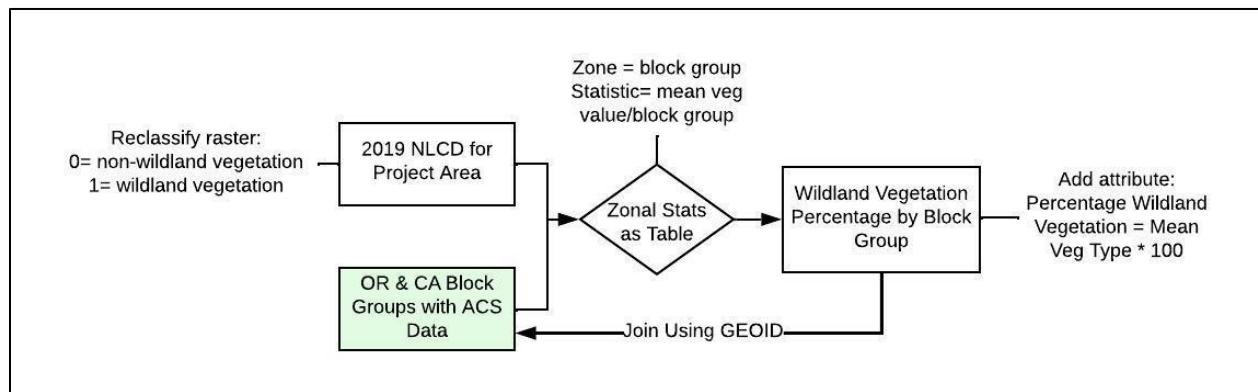 Zone = block group
Statistic= mean veg
value/block group
Reclassify raster:
0= non-wildland vegetation
1= wildland vegetation
2019 NLCD for
Project Area
Zonal Stats
as Table
Wildland Vegetation
Percentage by Block
Group
Add attribute:
Percentage Wildland
Vegetation = Mean
Veg Type * 100
OR & CA Block
Groups with ACS
Data
Join Using GEOID